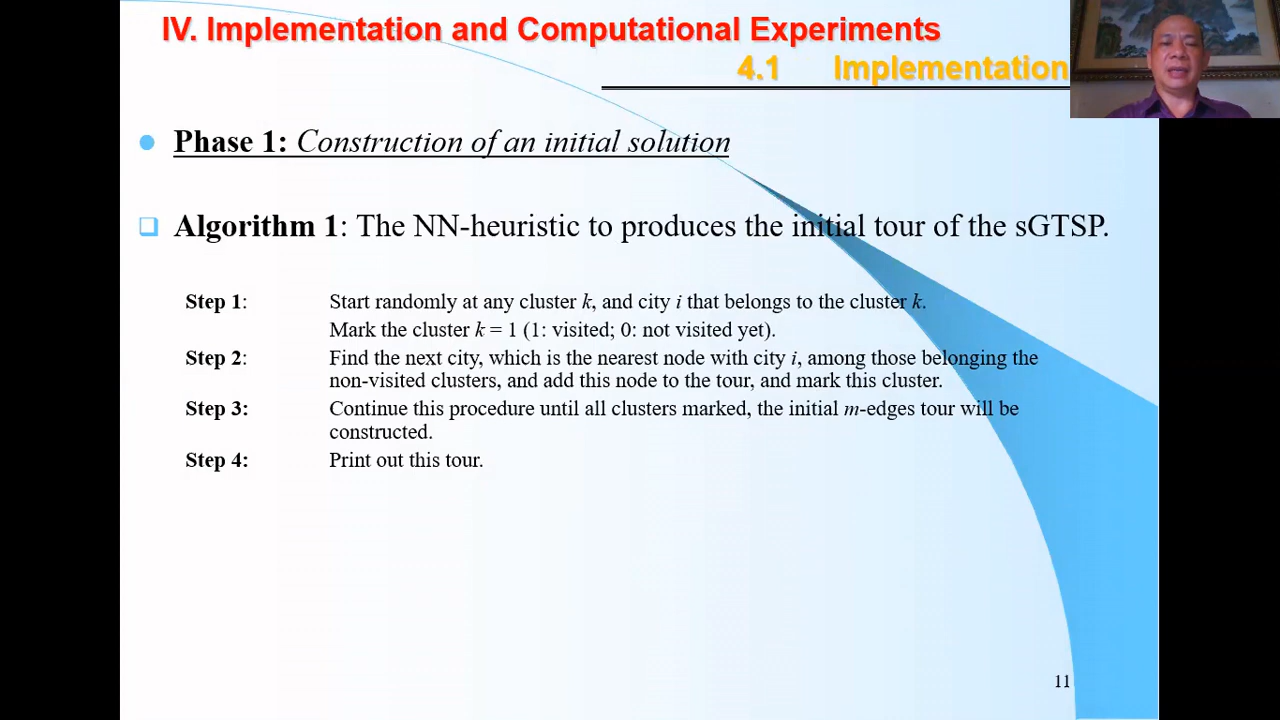 IV. Implementation and Computational Experiments
4.1 Implementation
Phase 1: Construction of an initial solution
Algorithm 1: The NN-heuristic to produces the initial tour of the sGTSP.
Step 1: Start randomly at any cluster k, and city i that belongs to the cluster k.
Mark the cluster k = 1 (1: visited; 0: not visited yet).
Step 2: Find the next city, which is the nearest node with city i, among those belonging the
non-visited clusters, and add this node to the tour, and mark this cluster.
Step 3: Continue this procedure until all clusters marked, the initial m-edges tour will be
constructed.
Step 4: Print out this tour.
11